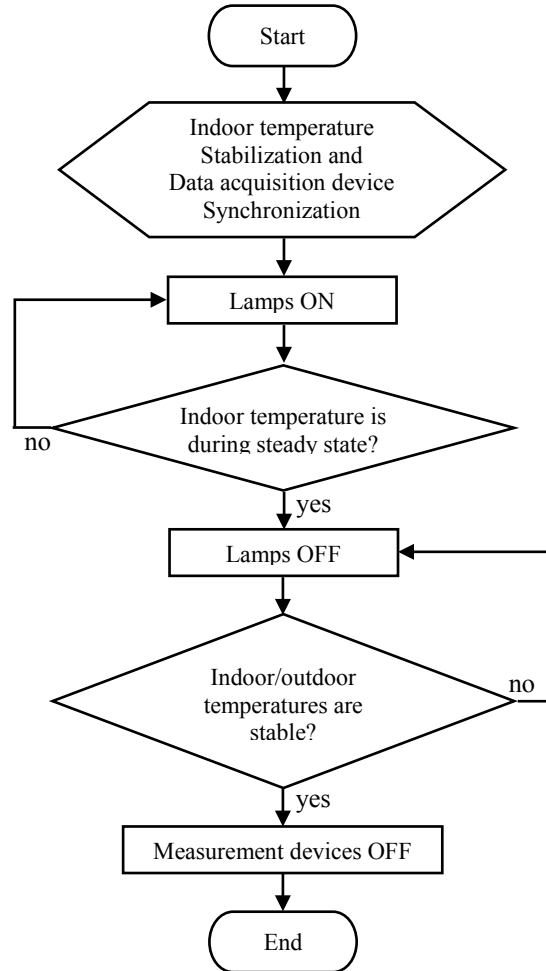 Start
Indoor temperature
Stabilization and
Data acquisition device
Synchronization
Lamps ON
Indoor temperature is
during steady state?
no
yes
Lamps OFF
Indoor/outdoor
temperatures are
stable?
no
yes
Measurement devices OFF
End